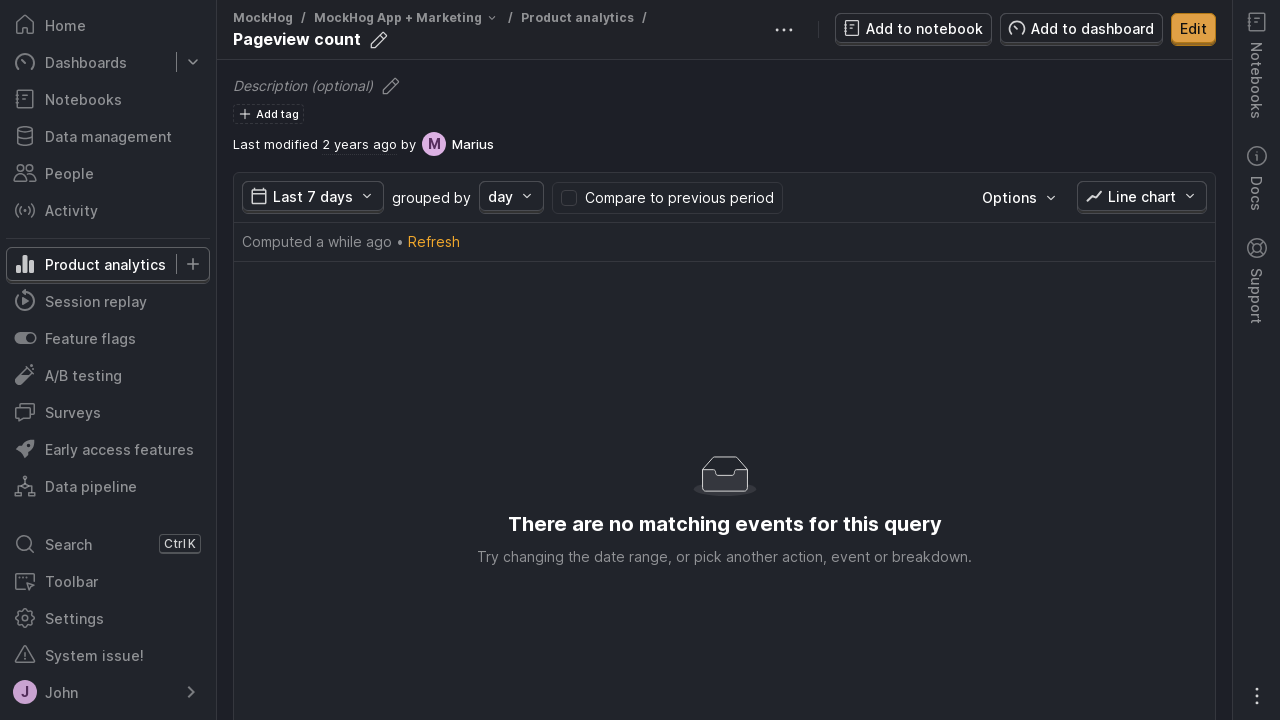 Home
Dashboards
Notebooks
Data management
People
Activity
Product analytics
Session replay
Feature flags
A/B testing
Surveys
Early access features
Data pipeline
Search Ctrl K
Toolbar
Settings
System issue!
J John
MockHog / MockHog App + Marketing / Product analytics /
Pageview count
Add to notebook
Add to dashboard
Edit
Description (optional)
Add tag
Last modified 2 years ago by M Marius
Last 7 days grouped by day Compare to previous period Options Line chart
Computed a while ago • Refresh
There are no matching events for this query
Try changing the date range, or pick another action, event or breakdown.
Notebooks
Docs
Support